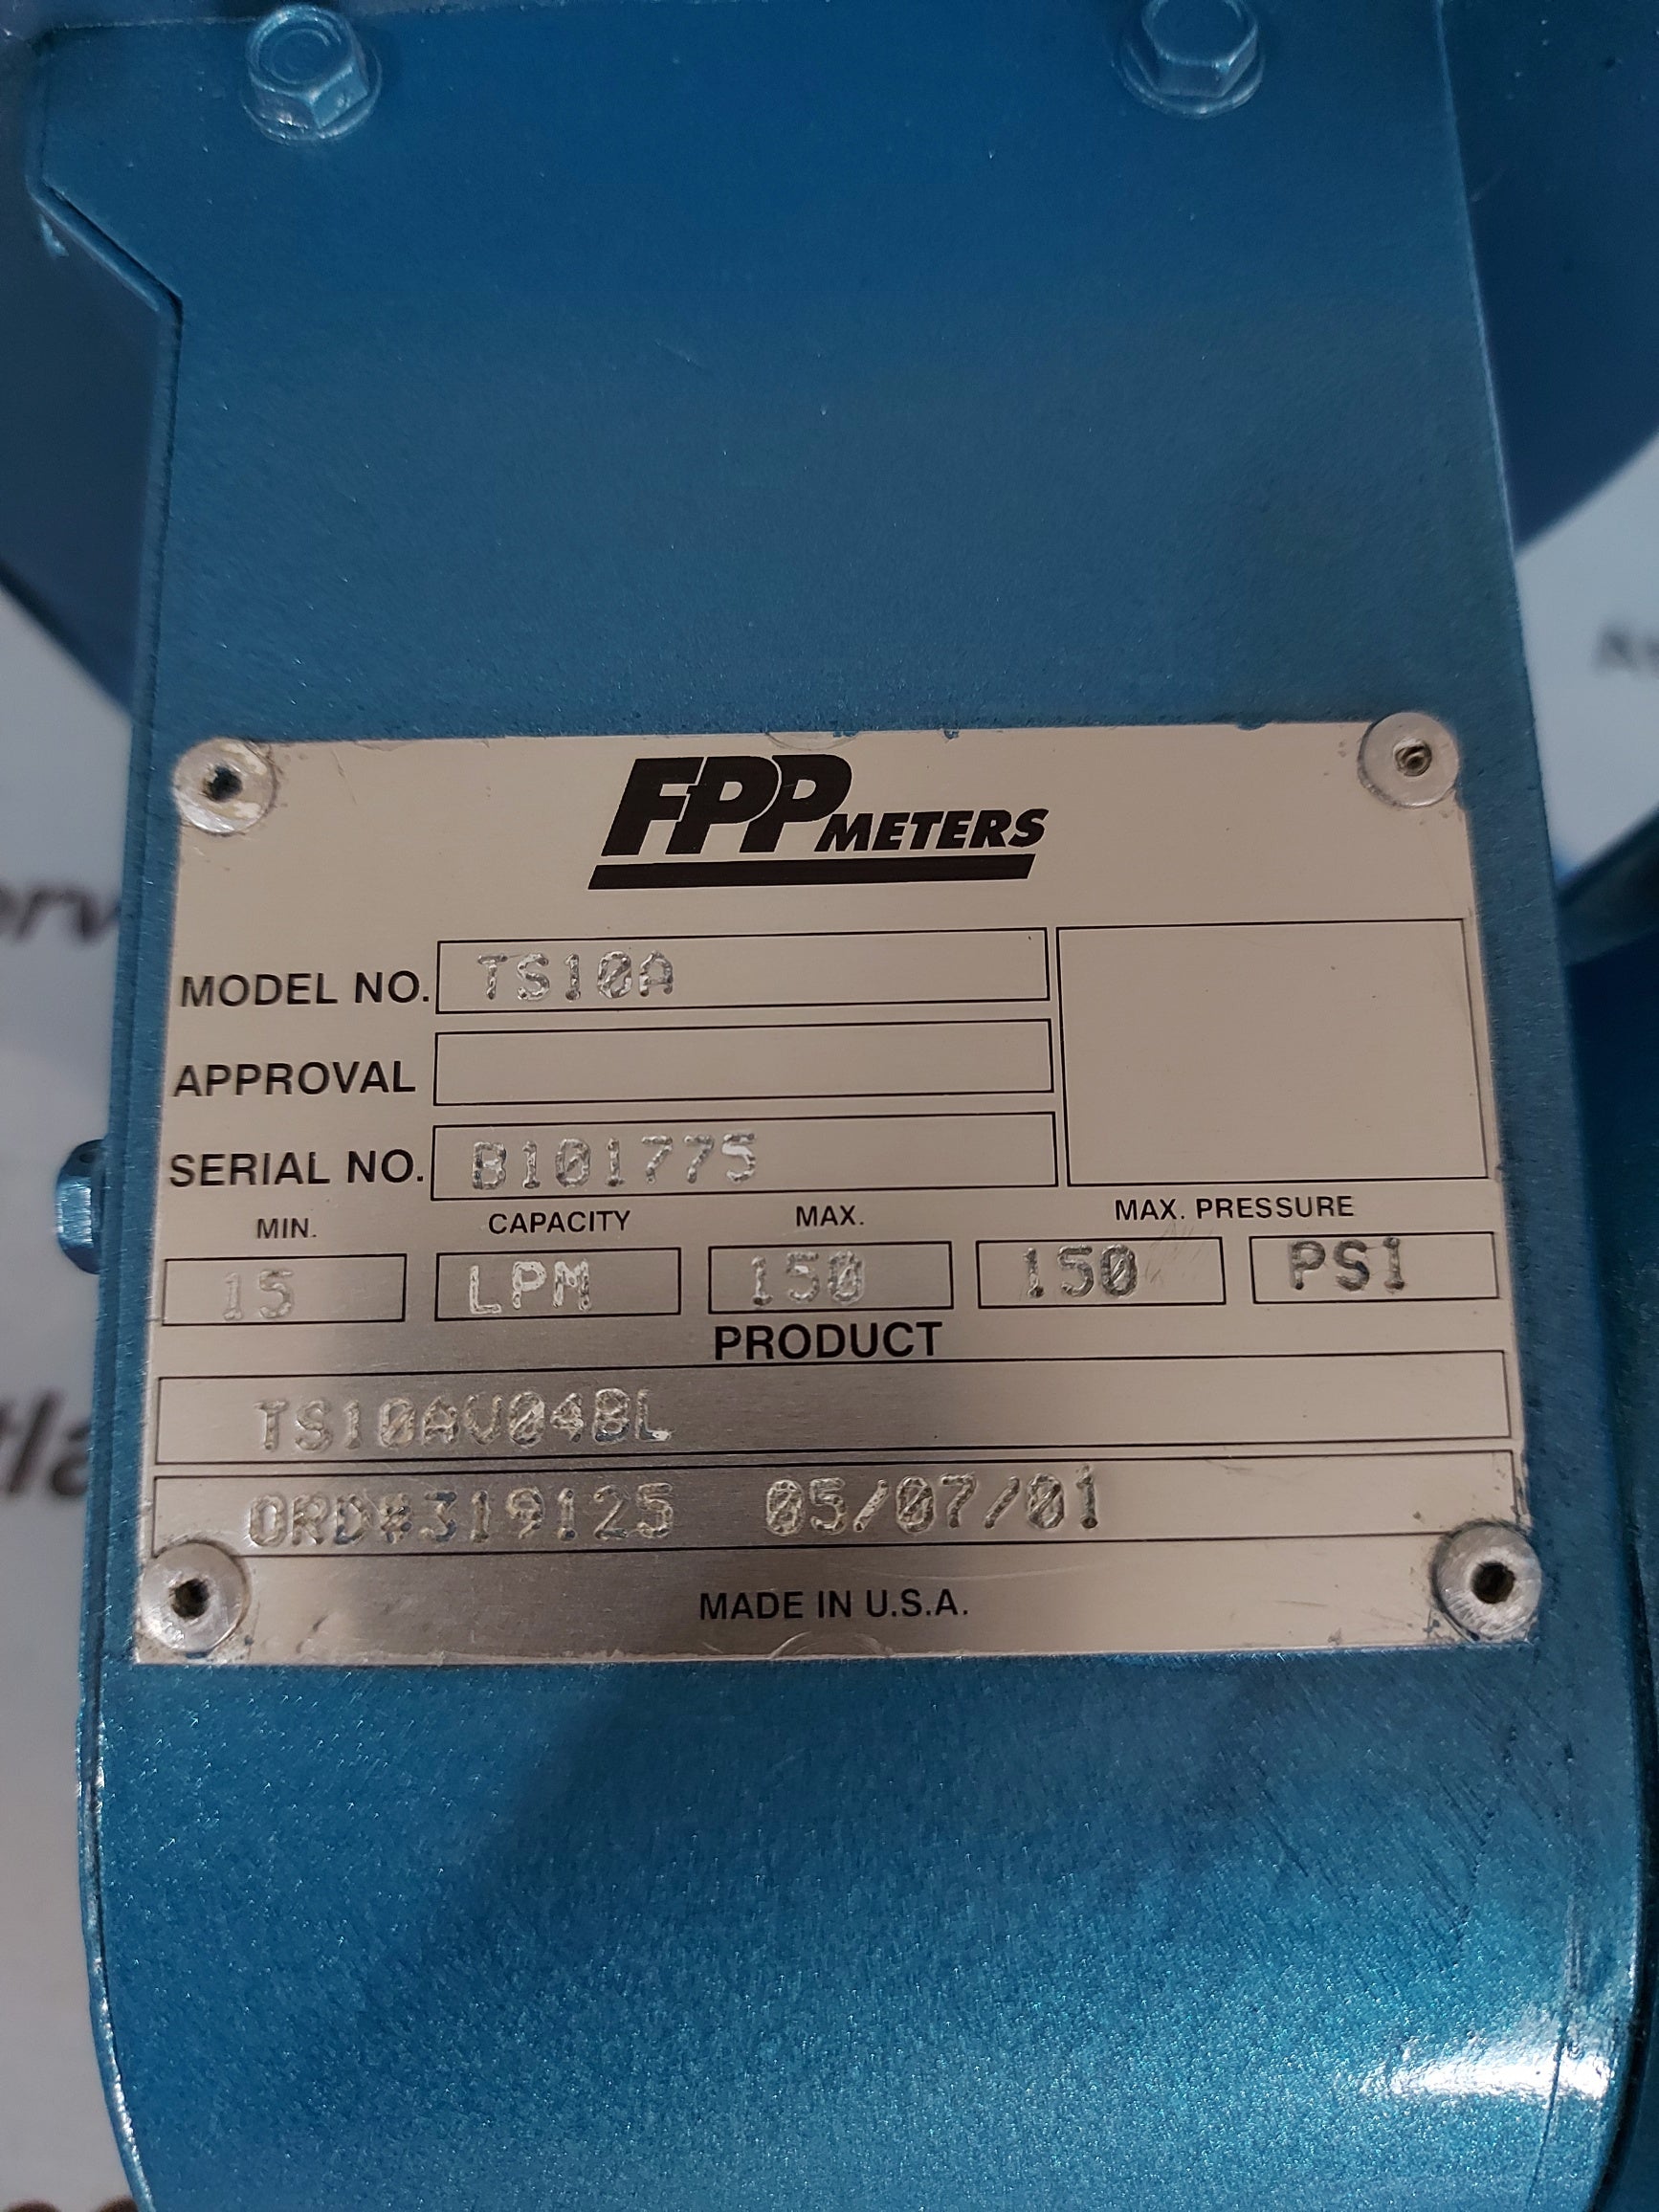 FPP METERS
MODEL NO. TS10A
APPROVAL
SERIAL NO. B101775
MIN. CAPACITY MAX. MAX. PRESSURE
15 LPM 150 150 PSI
PRODUCT
TS10AV04BL
ORD#319125 05/07/01
MADE IN U.S.A.